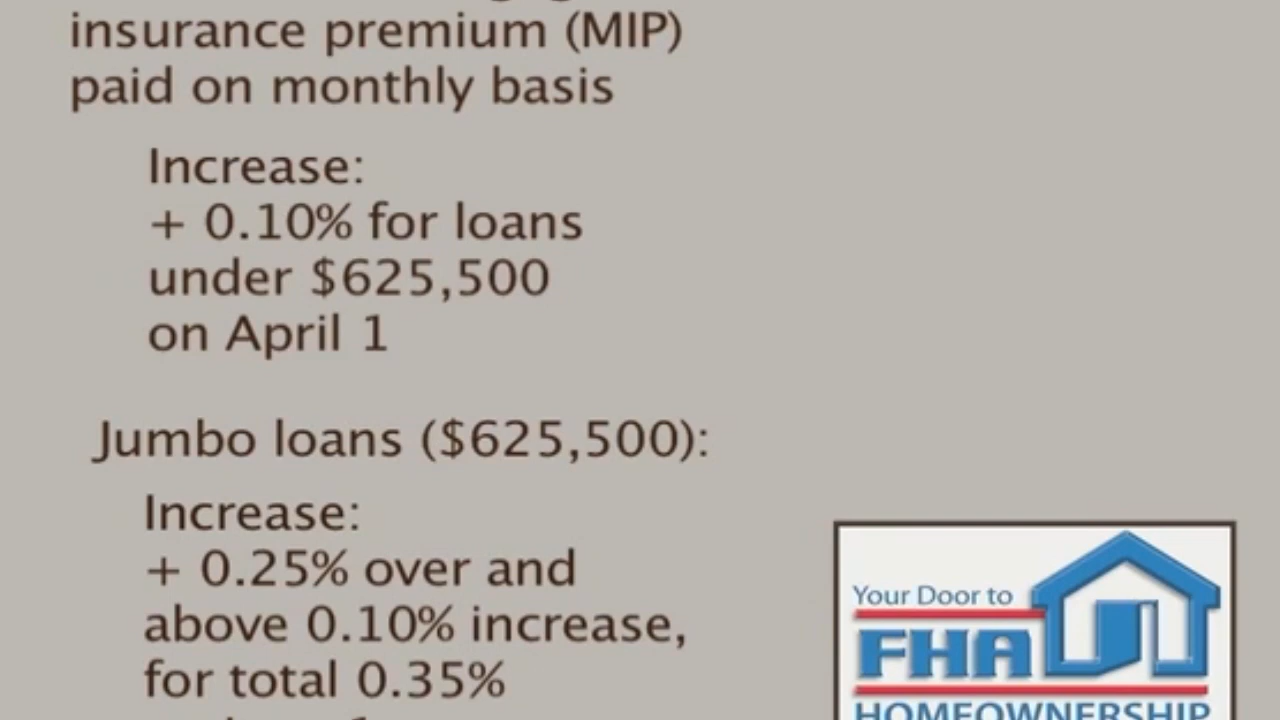 insurance premium (MIP)
paid on monthly basis
Increase:
+ 0.10% for loans
under $625,500
on April 1
Jumbo loans ($625,500):
Increase:
+ 0.25% over and
above 0.10% increase,
for total 0.35%
Your Door to
FHA
HOMEOWNERSHIP